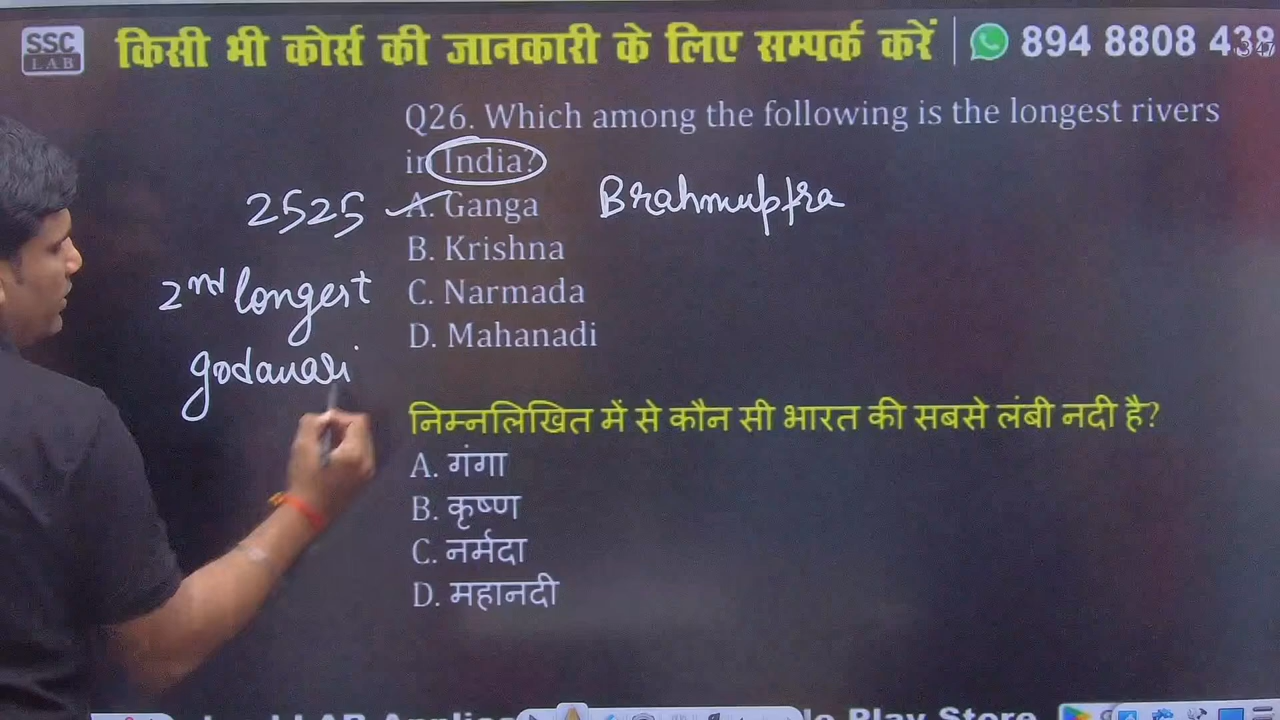 SSC
LAB
किसी भी कोर्स की जानकारी के लिए सम्पर्क करें
894 8808 438
Q26. Which among the following is the longest rivers
in India?
2525
A. Ganga
Brahmuptra
B. Krishna
2nd longest
C. Narmada
D. Mahanadi
godavari
निम्नलिखित में से कौन सी भारत की सबसे लंबी नदी है?
A. गंगा
B. कृष्ण
C. नर्मदा
D. महानदी
Play Store